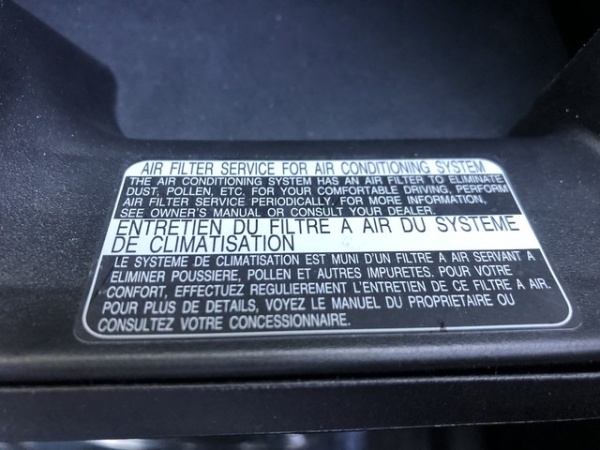 AIR FILTER SERVICE FOR AIR CONDITIONING SYSTEM
THE AIR CONDITIONING SYSTEM HAS AN AIR FILTER TO ELIMINATE
DUST, POLLEN, ETC. FOR YOUR COMFORTABLE DRIVING, PERFORM
AIR FILTER SERVICE PERIODICALLY. FOR MORE INFORMATION,
SEE OWNER'S MANUAL OR CONSULT YOUR DEALER.
ENTRETIEN DU FILTRE A AIR DU SYSTEME
DE CLIMATISATION
LE SYSTEME DE CLIMATISATION EST MUNI D'UN FILTRE A AIR SERVANT A
ELIMINER POUSSIERE, POLLEN ET AUTRES IMPURETES. POUR VOTRE
CONFORT, EFFECTUEZ REGULIEREMENT L'ENTRETIEN DE CE FILTRE A AIR.
POUR PLUS DE DETAILS, VOYEZ LE MANUEL DU PROPRIETAIRE OU
CONSULTEZ VOTRE CONCESSIONNAIRE.